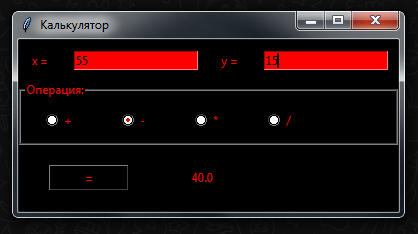 Калькулятор
x = 55 y = 15
Операция:
+ - * /
= 40.0